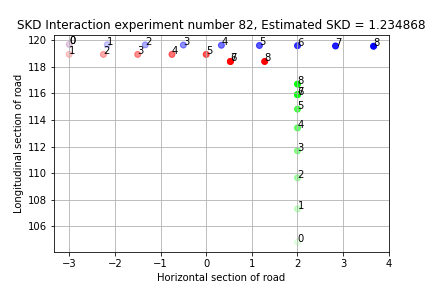 SKD Interaction experiment number 82, Estimated SKD = 1.234868
Longitudinal section of road
120
118
116
114
112
110
108
106
0 1 2 3 4 5 6 7 8
0 1 2 3 4 5 6 8
8
6
5
4
3
2
1
0
−3 −2 −1 0 1 2 3 4
Horizontal section of road